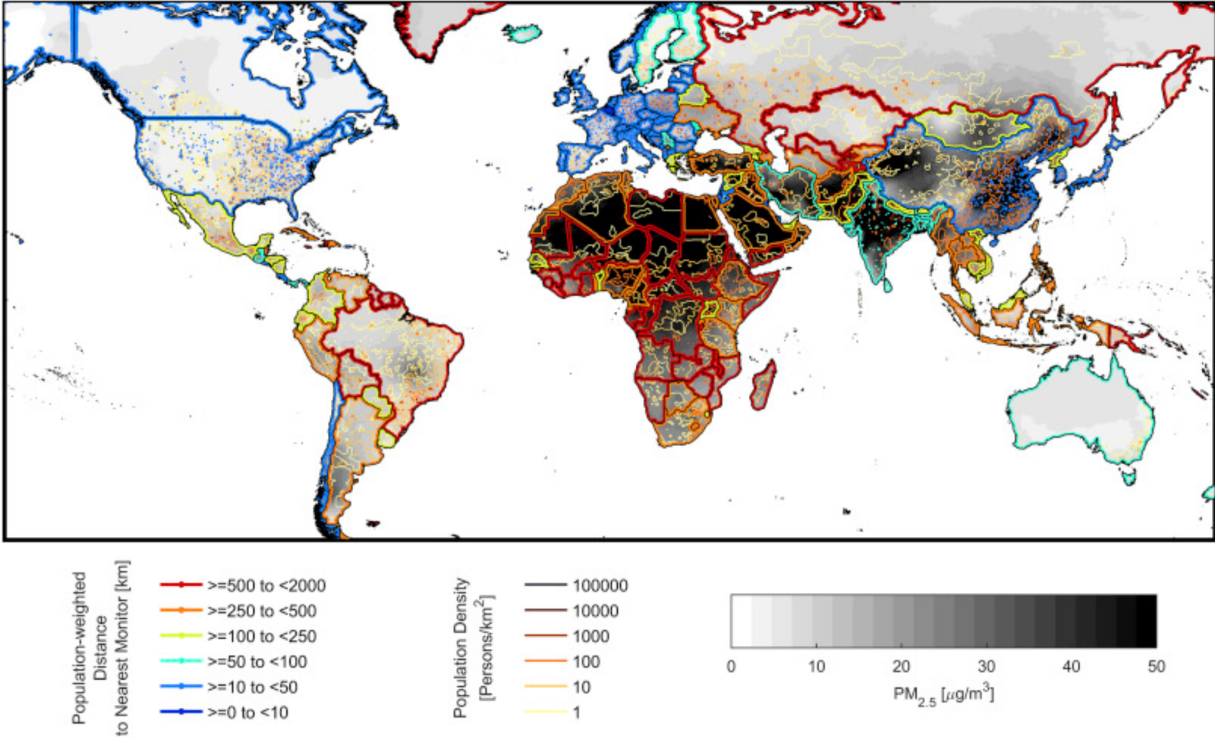 Population-weighted
Distance
to Nearest Monitor [km]
>=500 to <2000
>=250 to <500
>=100 to <250
>=50 to <100
>=10 to <50
>=0 to <10
Population Density
[Persons/km²]
100000
10000
1000
100
10
1
0 10 20 30 40 50
PM₂.₅ [μg/m³]